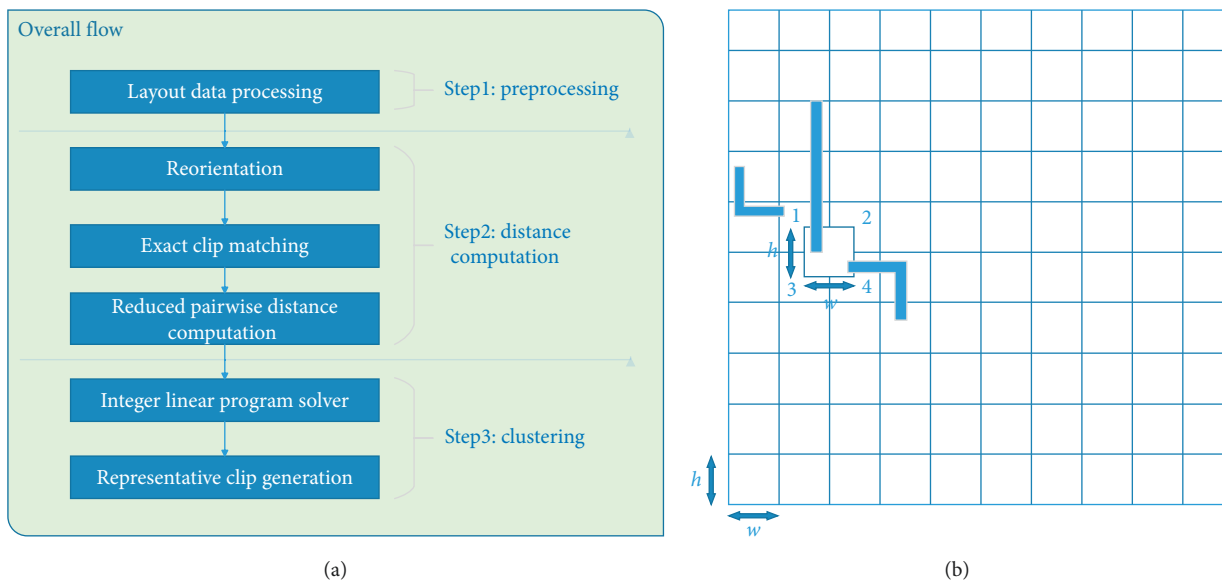 Overall flow
Layout data processing
Step1: preprocessing
Reorientation
Exact clip matching
Reduced pairwise distance
computation
Step2: distance
computation
Integer linear program solver
Representative clip generation
Step3: clustering
(a)
1
2
h
3
4
w
h
w
(b)